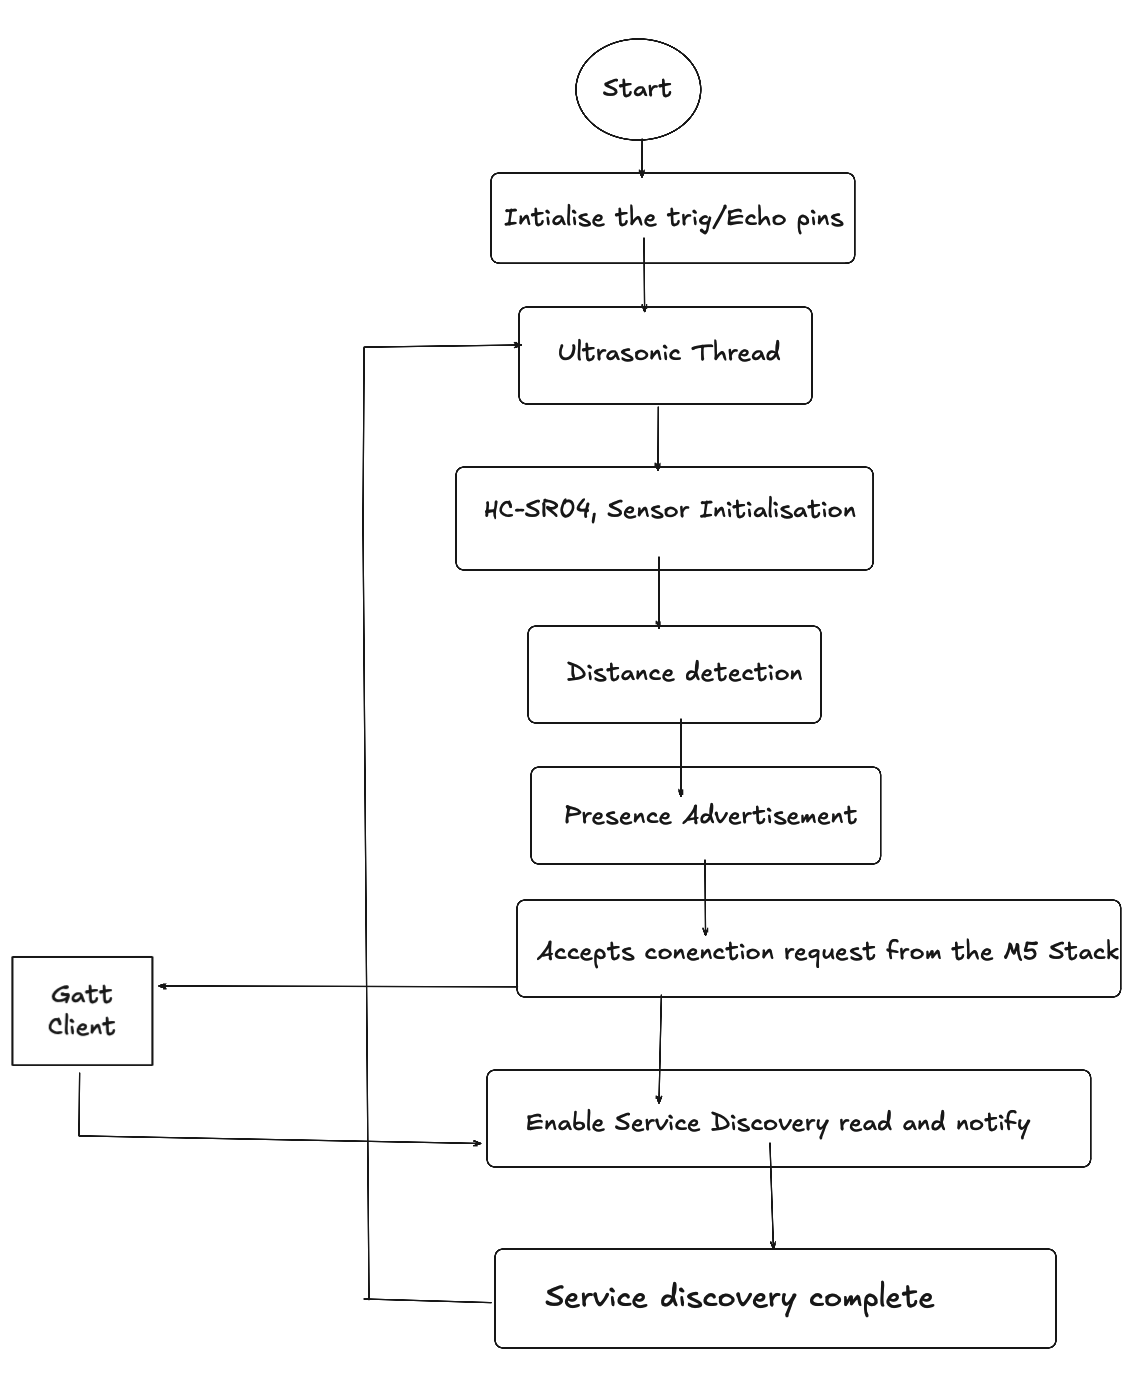 Start
Intialise the trig/Echo pins
Ultrasonic Thread
HC-SR04, Sensor Initialisation
Distance detection
Presence Advertisement
Accepts conenction request from the M5 Stack
Gatt
Client
Enable Service Discovery read and notify
Service discovery complete